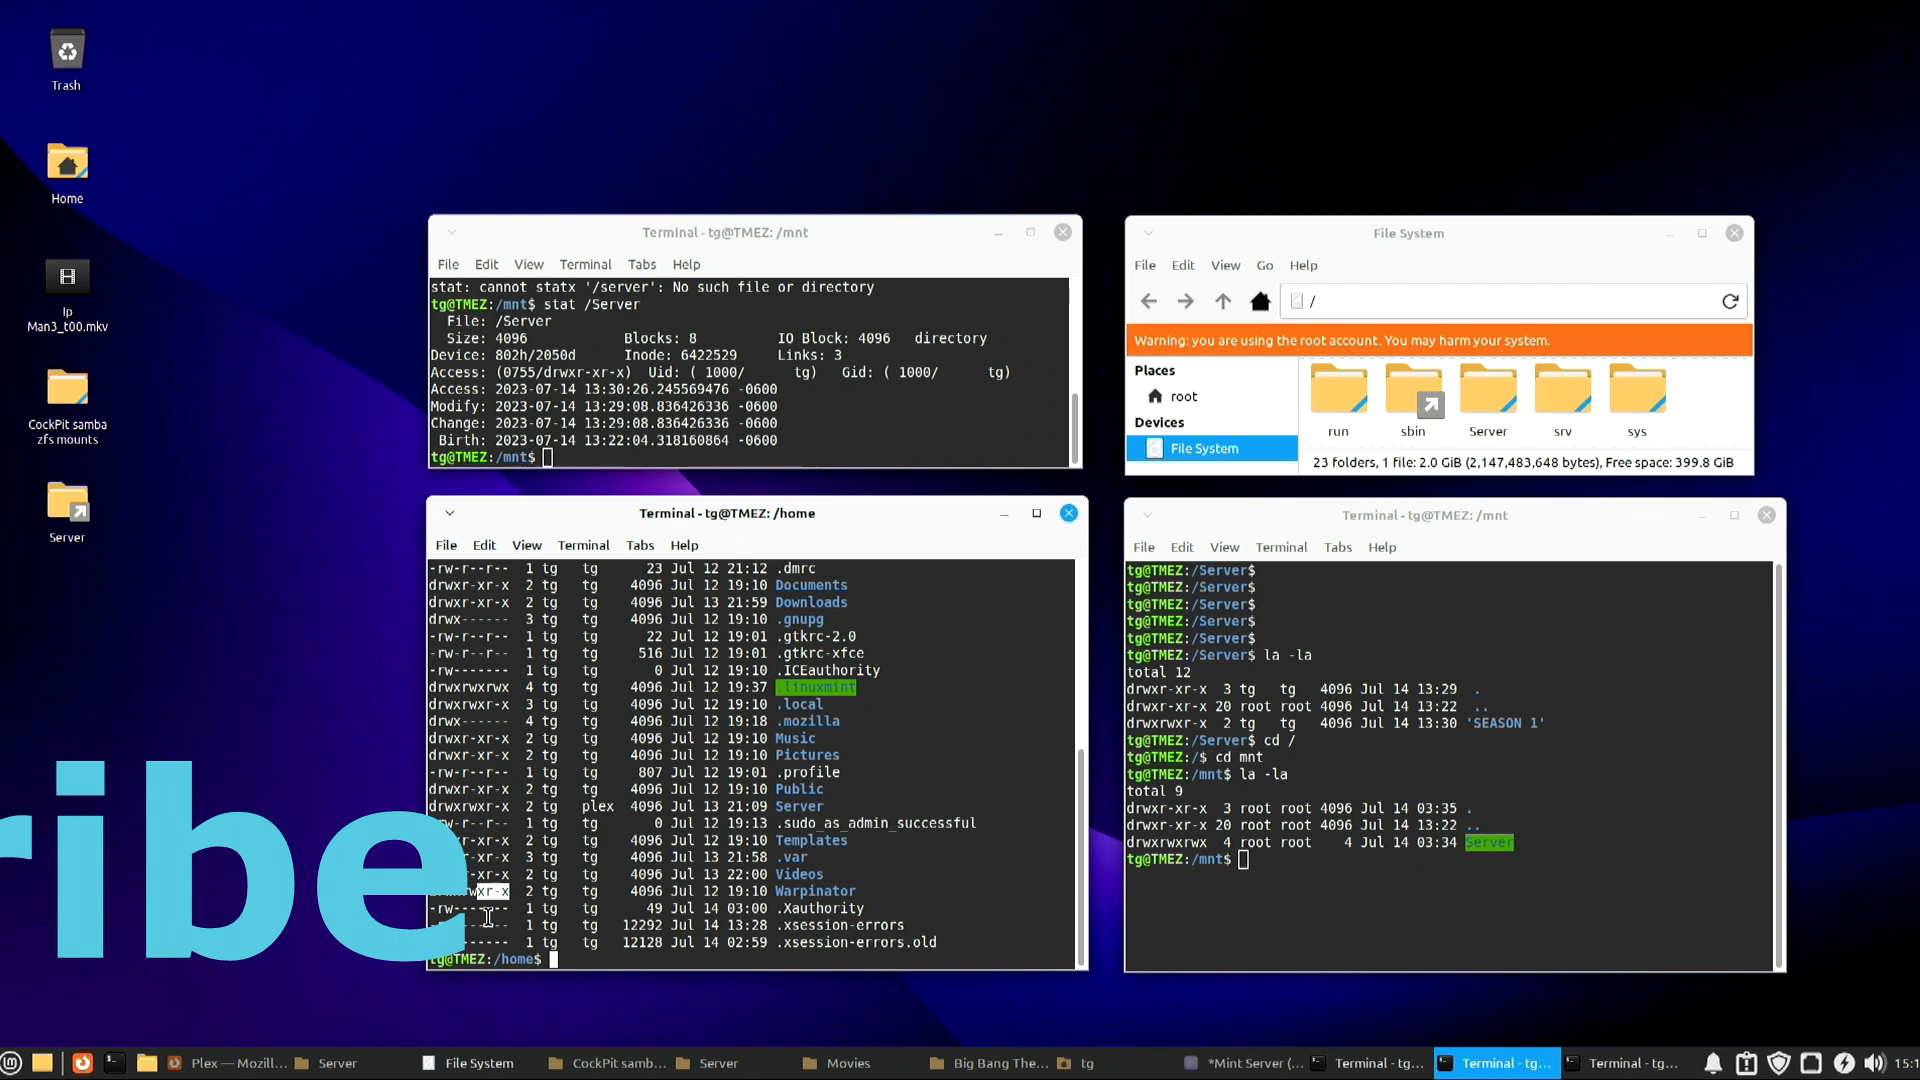 Trash
Home
Ip
Man3_t00.mkv
CockPit samba
zfs mounts
Server
Terminal - tg@TMEZ: /mnt
File Edit View Terminal Tabs Help
stat: cannot statx '/server': No such file or directory
tg@TMEZ:/mnt$ stat /Server
File: /Server
Size: 4096 Blocks: 8 IO Block: 4096 directory
Device: 802h/2050d Inode: 6422529 Links: 3
Access: (0755/drwxr-xr-x) Uid: ( 1000/ tg) Gid: ( 1000/ tg)
Access: 2023-07-14 13:30:26.245569476 -0600
Modify: 2023-07-14 13:29:08.836426336 -0600
Change: 2023-07-14 13:29:08.836426336 -0600
Birth: 2023-07-14 13:22:04.318160864 -0600
tg@TMEZ:/mnt$
File System
File Edit View Go Help
/
Warning: you are using the root account. You may harm your system.
Places
root
Devices
File System
run sbin Server srv sys
23 folders, 1 file: 2.0 GiB (2,147,483,648 bytes), Free space: 399.8 GiB
Terminal - tg@TMEZ: /home
File Edit View Terminal Tabs Help
-rw-r--r-- 1 tg tg 23 Jul 12 21:12 .dmrc
drwxr-xr-x 2 tg tg 4096 Jul 12 19:10 Documents
drwxr-xr-x 2 tg tg 4096 Jul 13 21:59 Downloads
drwx------ 3 tg tg 4096 Jul 12 19:10 .gnupg
-rw-r--r-- 1 tg tg 22 Jul 12 19:01 .gtkrc-2.0
-rw-r--r-- 1 tg tg 516 Jul 12 19:01 .gtkrc-xfce
-rw------- 1 tg tg 0 Jul 12 19:10 .ICEauthority
drwxrwxrwx 4 tg tg 4096 Jul 12 19:37 .linuxmint
drwxrwxr-x 3 tg tg 4096 Jul 12 19:10 .local
drwx------ 4 tg tg 4096 Jul 12 19:18 .mozilla
drwxr-xr-x 2 tg tg 4096 Jul 12 19:10 Music
drwxr-xr-x 2 tg tg 4096 Jul 12 19:10 Pictures
-rw-r--r-- 1 tg tg 807 Jul 12 19:01 .profile
drwxr-xr-x 2 tg tg 4096 Jul 12 19:10 Public
drwxrwxr-x 2 tg plex 4096 Jul 13 21:09 Server
rw-r--r-- 1 tg tg 0 Jul 12 19:13 .sudo_as_admin_successful
xr-xr-x 2 tg tg 4096 Jul 12 19:10 Templates
xr-xr-x 3 tg tg 4096 Jul 13 21:58 .var
xr-xr-x 2 tg tg 4096 Jul 13 22:00 Videos
xr-x 2 tg tg 4096 Jul 12 19:10 Warpinator
-rw------- 1 tg tg 49 Jul 14 03:00 .Xauthority
1 tg tg 12292 Jul 14 13:28 .xsession-errors
1 tg tg 12128 Jul 14 02:59 .xsession-errors.old
tg@TMEZ:/home$
ribe
Terminal - tg@TMEZ: /mnt
File Edit View Terminal Tabs Help
tg@TMEZ:/Server$
tg@TMEZ:/Server$
tg@TMEZ:/Server$
tg@TMEZ:/Server$
tg@TMEZ:/Server$
tg@TMEZ:/Server$ la -la
total 12
drwxr-xr-x 3 tg tg 4096 Jul 14 13:29 .
drwxr-xr-x 20 root root 4096 Jul 14 13:22 ..
drwxrwxr-x 2 tg tg 4096 Jul 14 13:30 'SEASON 1'
tg@TMEZ:/Server$ cd /
tg@TMEZ:/$ cd mnt
tg@TMEZ:/mnt$ la -la
total 9
drwxr-xr-x 3 root root 4096 Jul 14 03:35 .
drwxr-xr-x 20 root root 4096 Jul 14 13:22 ..
drwxrwxrwx 4 root root 4 Jul 14 03:34 Server
tg@TMEZ:/mnt$
Plex — Mozill... Server File System CockPit samb... Server Movies Big Bang The... tg *Mint Server (... Terminal - tg... Terminal - tg... Terminal - tg... 15:1